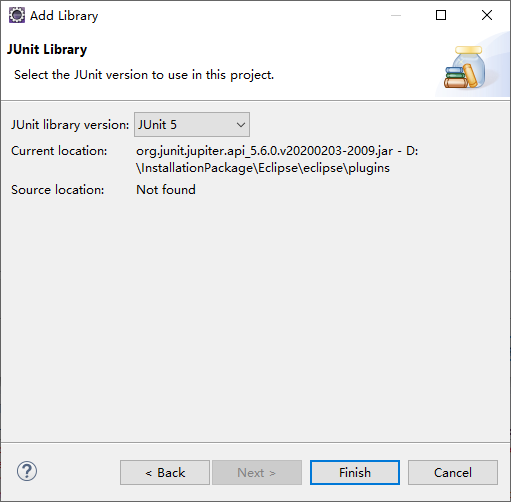 Add Library
JUnit Library
Select the JUnit version to use in this project.
JUnit library version: JUnit 5
Current location: org.junit.jupiter.api_5.6.0.v20200203-2009.jar - D:
\InstallationPackage\Eclipse\eclipse\plugins
Source location: Not found
? < Back Next > Finish Cancel